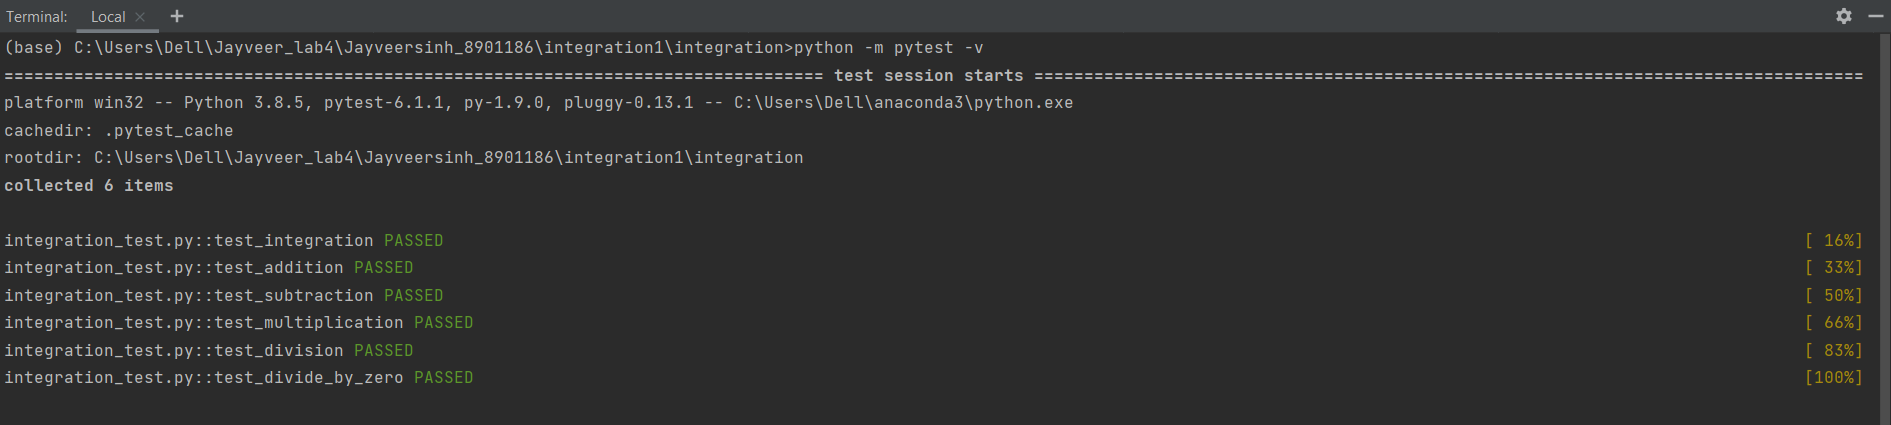 Terminal: Local × +
(base) C:\Users\Dell\Jayveer_lab4\Jayveersinh_8901186\integration1\integration>python -m pytest -v
================================================================================== test session starts ===================================================================================
platform win32 -- Python 3.8.5, pytest-6.1.1, py-1.9.0, pluggy-0.13.1 -- C:\Users\Dell\anaconda3\python.exe
cachedir: .pytest_cache
rootdir: C:\Users\Dell\Jayveer_lab4\Jayveersinh_8901186\integration1\integration
collected 6 items
integration_test.py::test_integration PASSED [ 16%]
integration_test.py::test_addition PASSED [ 33%]
integration_test.py::test_subtraction PASSED [ 50%]
integration_test.py::test_multiplication PASSED [ 66%]
integration_test.py::test_division PASSED [ 83%]
integration_test.py::test_divide_by_zero PASSED [100%]